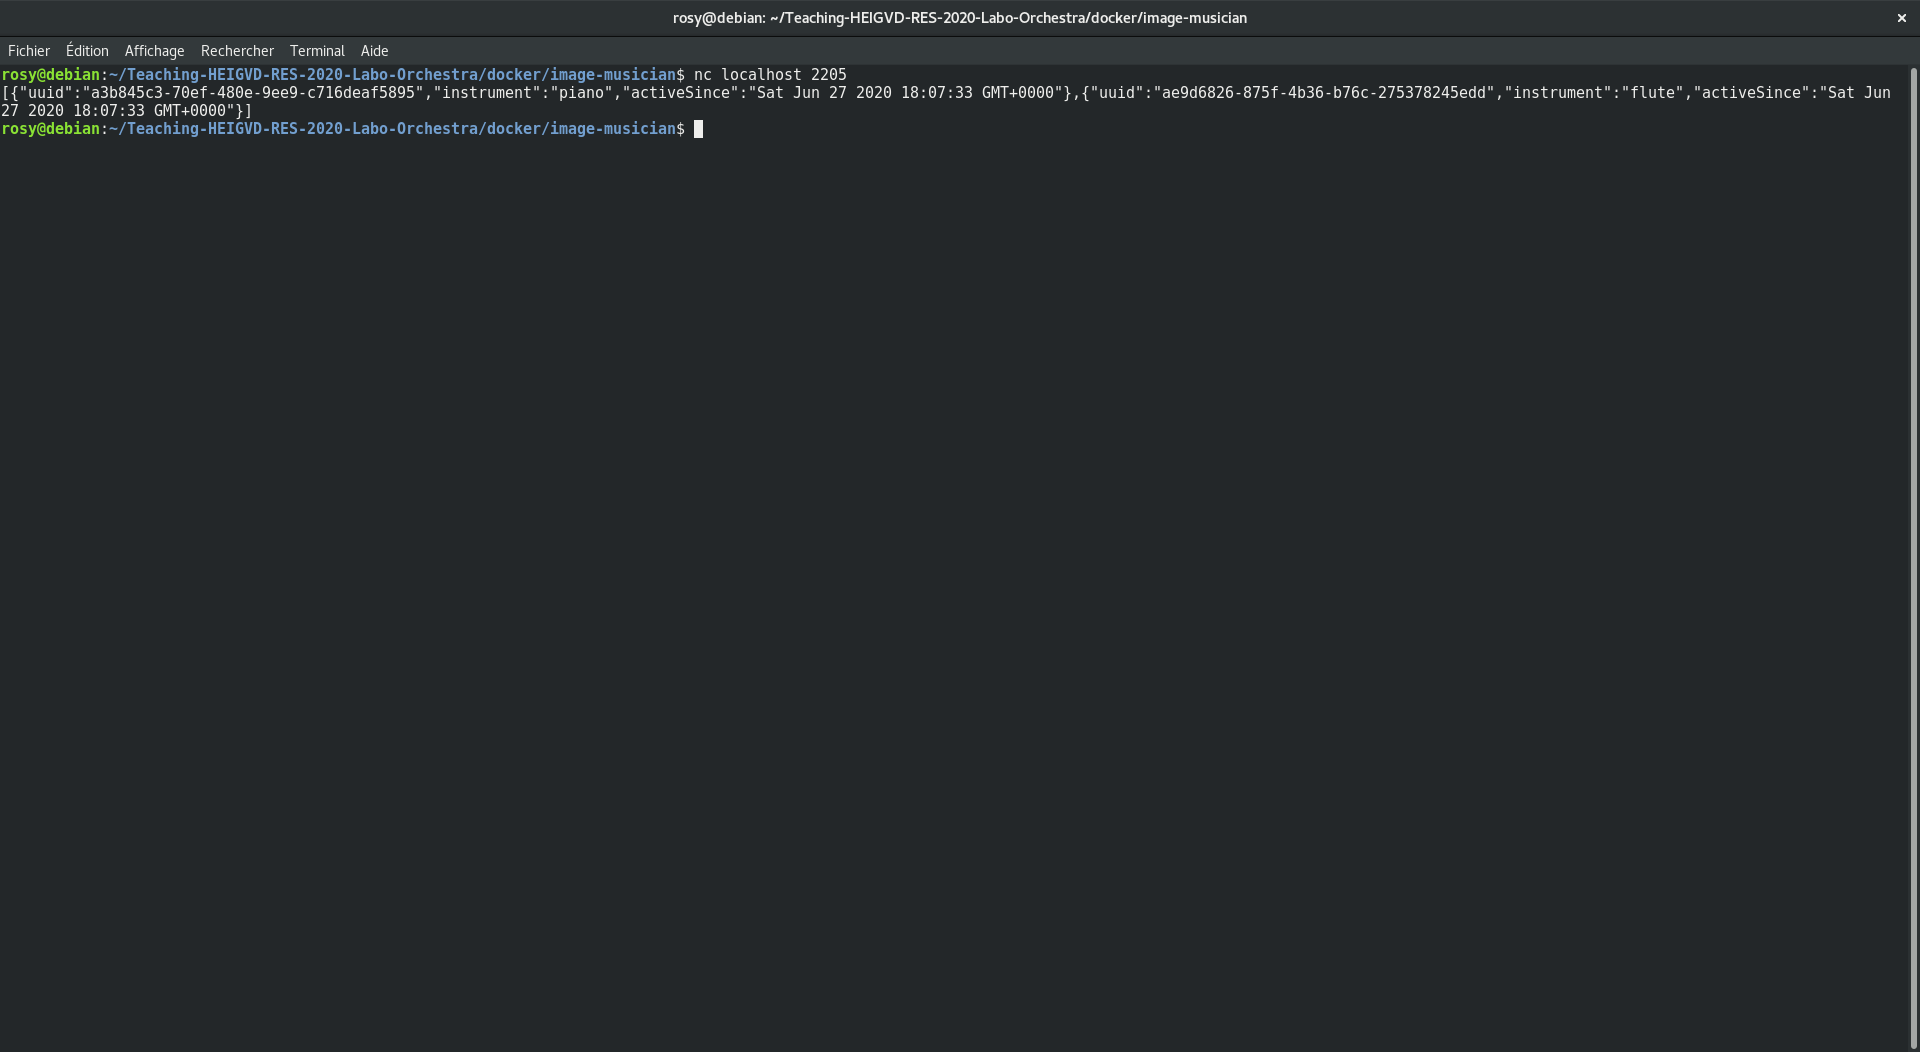 rosy@debian: ~/Teaching-HEIGVD-RES-2020-Labo-Orchestra/docker/image-musician
Fichier Édition Affichage Rechercher Terminal Aide
rosy@debian:~/Teaching-HEIGVD-RES-2020-Labo-Orchestra/docker/image-musician$ nc localhost 2205
[{"uuid":"a3b845c3-70ef-480e-9ee9-c716deaf5895","instrument":"piano","activeSince":"Sat Jun 27 2020 18:07:33 GMT+0000"},{"uuid":"ae9d6826-875f-4b36-b76c-275378245edd","instrument":"flute","activeSince":"Sat Jun
27 2020 18:07:33 GMT+0000"}]
rosy@debian:~/Teaching-HEIGVD-RES-2020-Labo-Orchestra/docker/image-musician$